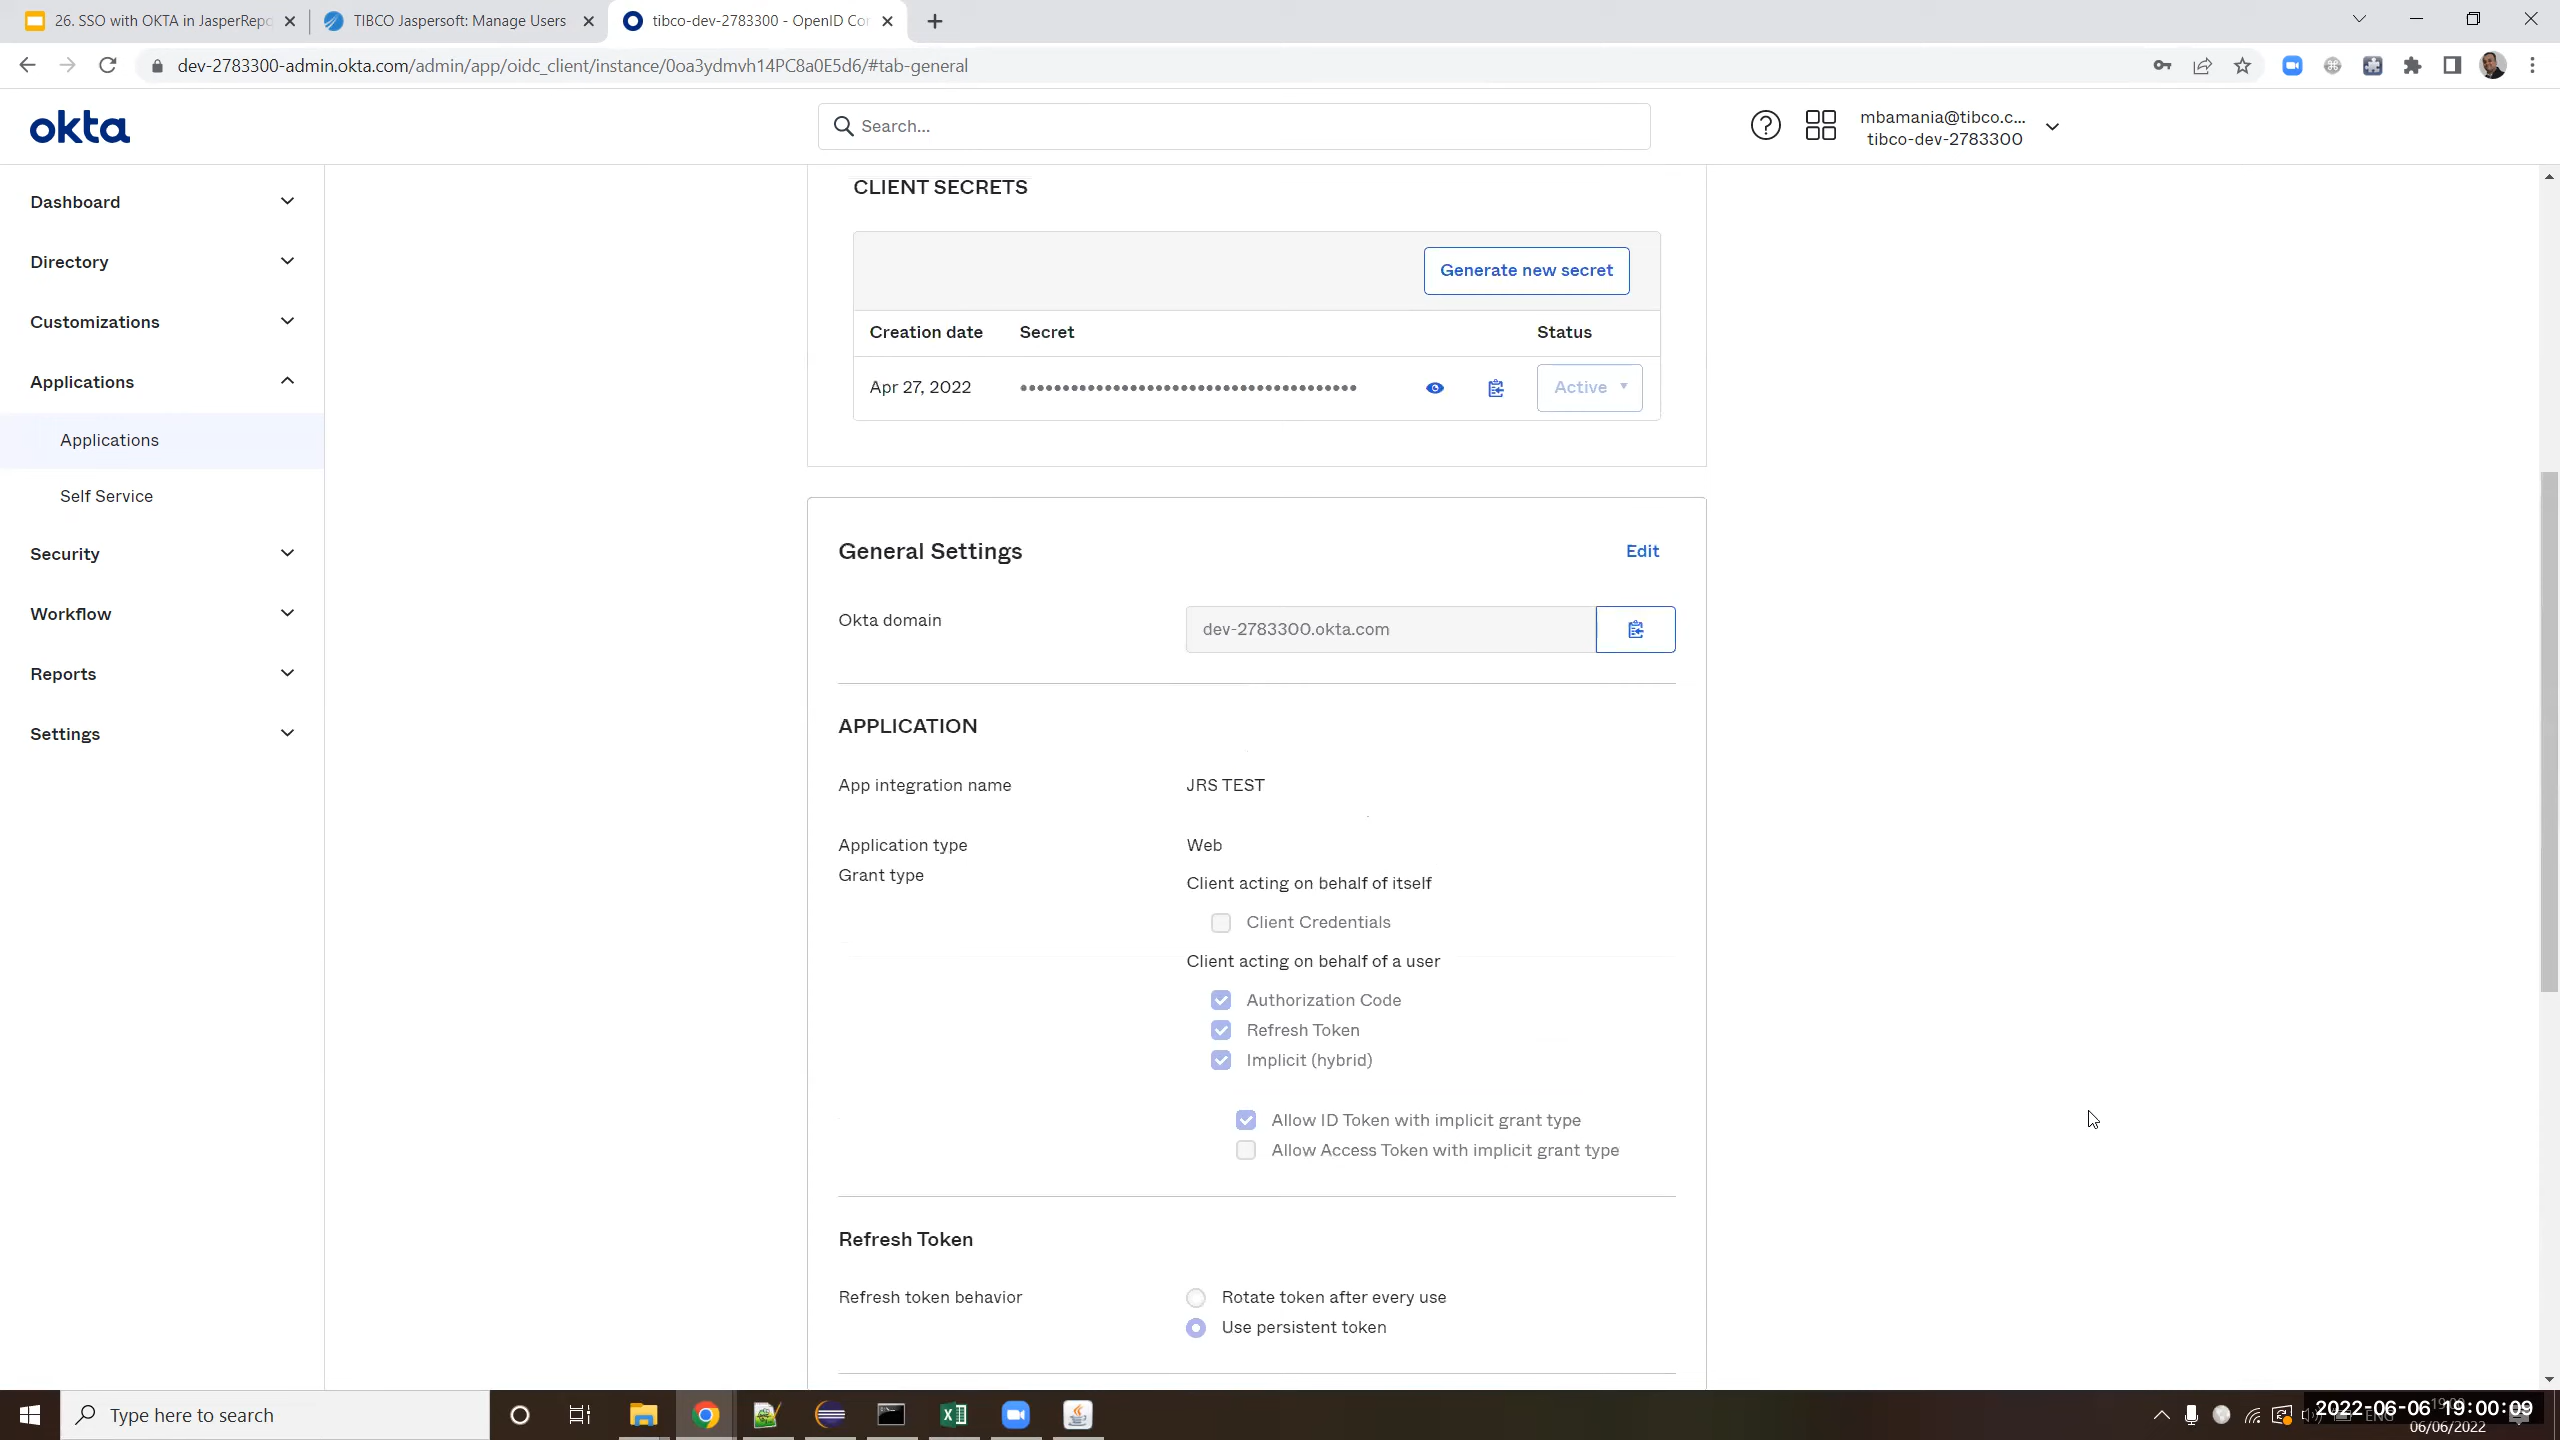 26. SSO with OKTA in JasperRepo
TIBCO Jaspersoft: Manage Users
tibco-dev-2783300 - OpenID Co
dev-2783300-admin.okta.com/admin/app/oidc_client/instance/0oa3ydmvh14PC8a0E5d6/#tab-general
okta
Search...
mbamania@tibco.c...
tibco-dev-2783300
Dashboard
Directory
Customizations
Applications
Applications
Self Service
Security
Workflow
Reports
Settings
CLIENT SECRETS
Generate new secret
Creation date Secret Status
Apr 27, 2022 •••••••••••••••••••••••••••••••••••••••• Active
General Settings Edit
Okta domain dev-2783300.okta.com
APPLICATION
App integration name JRS TEST
Application type Web
Grant type
Client acting on behalf of itself
Client Credentials
Client acting on behalf of a user
Authorization Code
Refresh Token
Implicit (hybrid)
Allow ID Token with implicit grant type
Allow Access Token with implicit grant type
Refresh Token
Refresh token behavior Rotate token after every use
Use persistent token
Type here to search
ENG
2022-06-06 19:00:09
06/06/2022